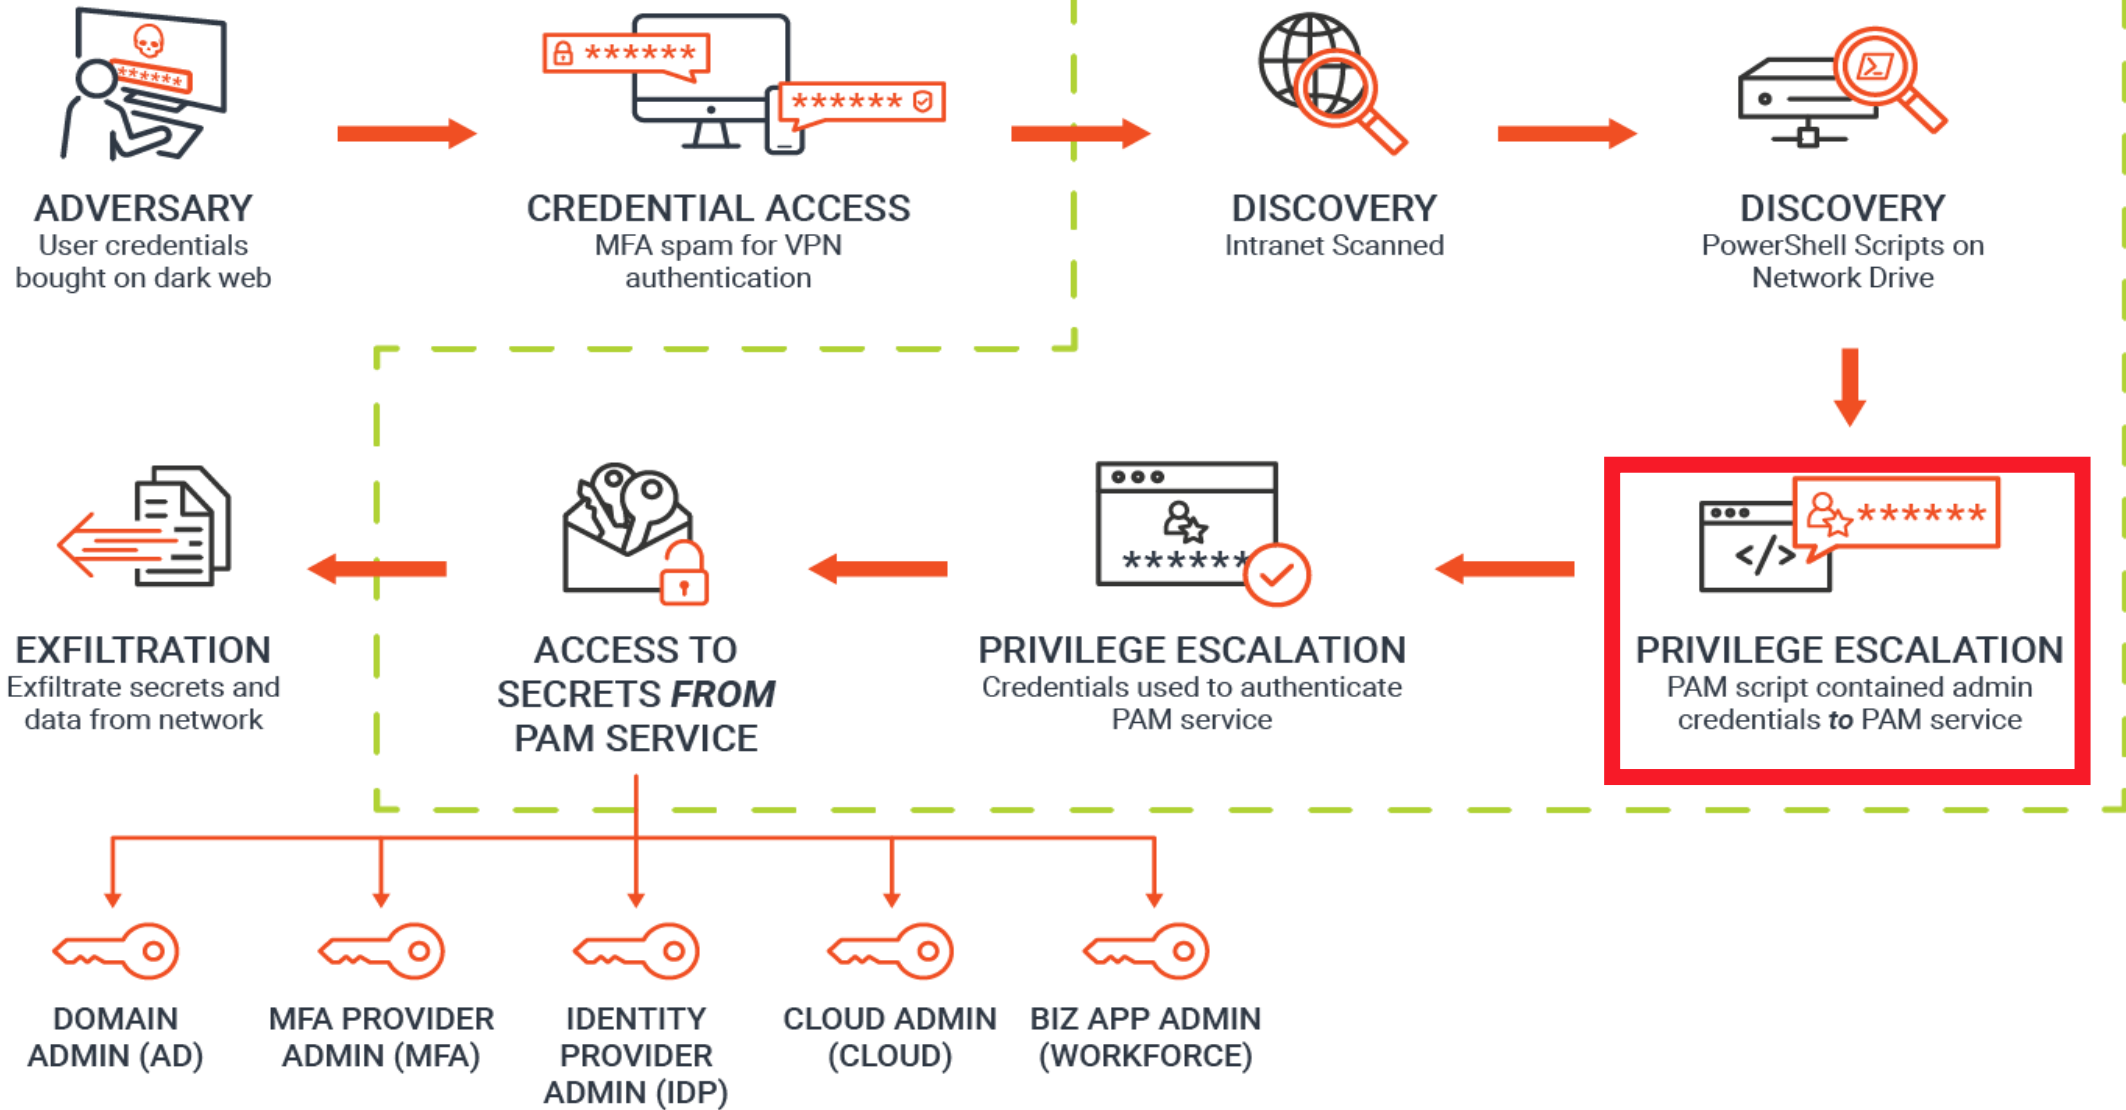 ******
******
******
ADVERSARY
User credentials
bought on dark web
CREDENTIAL ACCESS
MFA spam for VPN
authentication
DISCOVERY
Intranet Scanned
DISCOVERY
PowerShell Scripts on
Network Drive
</>
******
PRIVILEGE ESCALATION
PAM script contained admin
credentials to PAM service
******
PRIVILEGE ESCALATION
Credentials used to authenticate
PAM service
ACCESS TO
SECRETS FROM
PAM SERVICE
EXFILTRATION
Exfiltrate secrets and
data from network
DOMAIN
ADMIN (AD)
MFA PROVIDER
ADMIN (MFA)
IDENTITY
PROVIDER
ADMIN (IDP)
CLOUD ADMIN
(CLOUD)
BIZ APP ADMIN
(WORKFORCE)